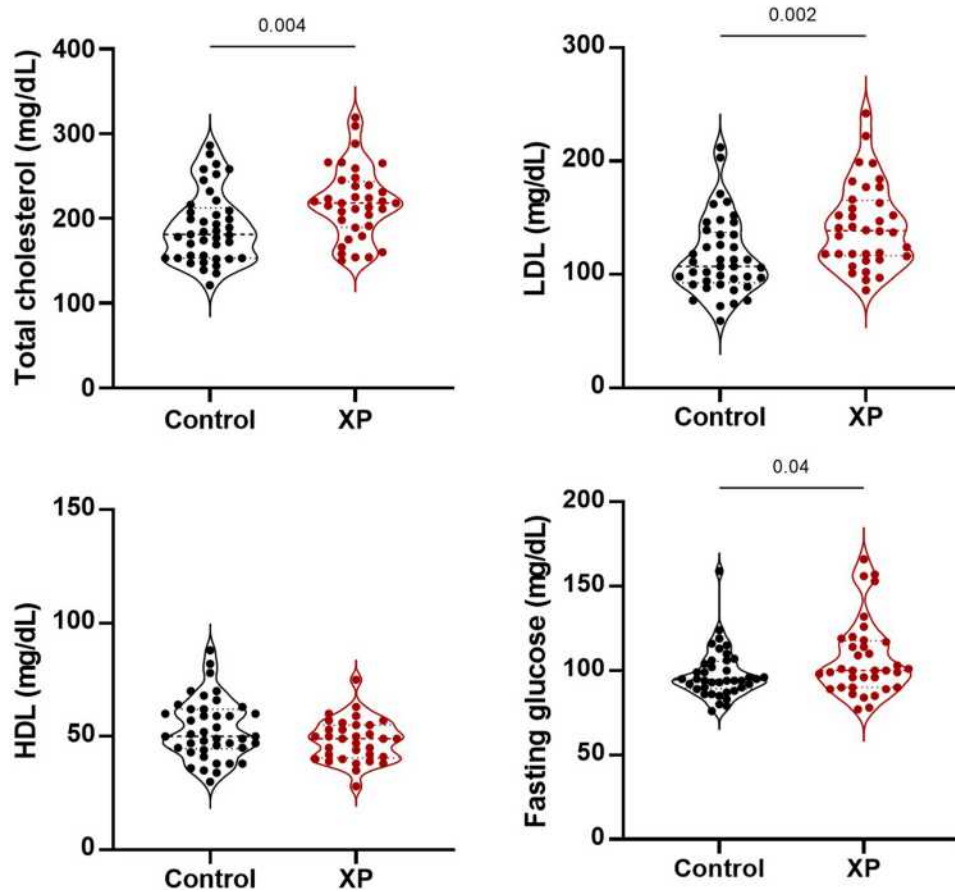 0.004
Total cholesterol (mg/dL)
400
300
200
100
0
Control
XP
0.002
LDL (mg/dL)
300
200
100
0
Control
XP
HDL (mg/dL)
150
100
50
0
Control
XP
0.04
Fasting glucose (mg/dL)
200
150
100
50
0
Control
XP